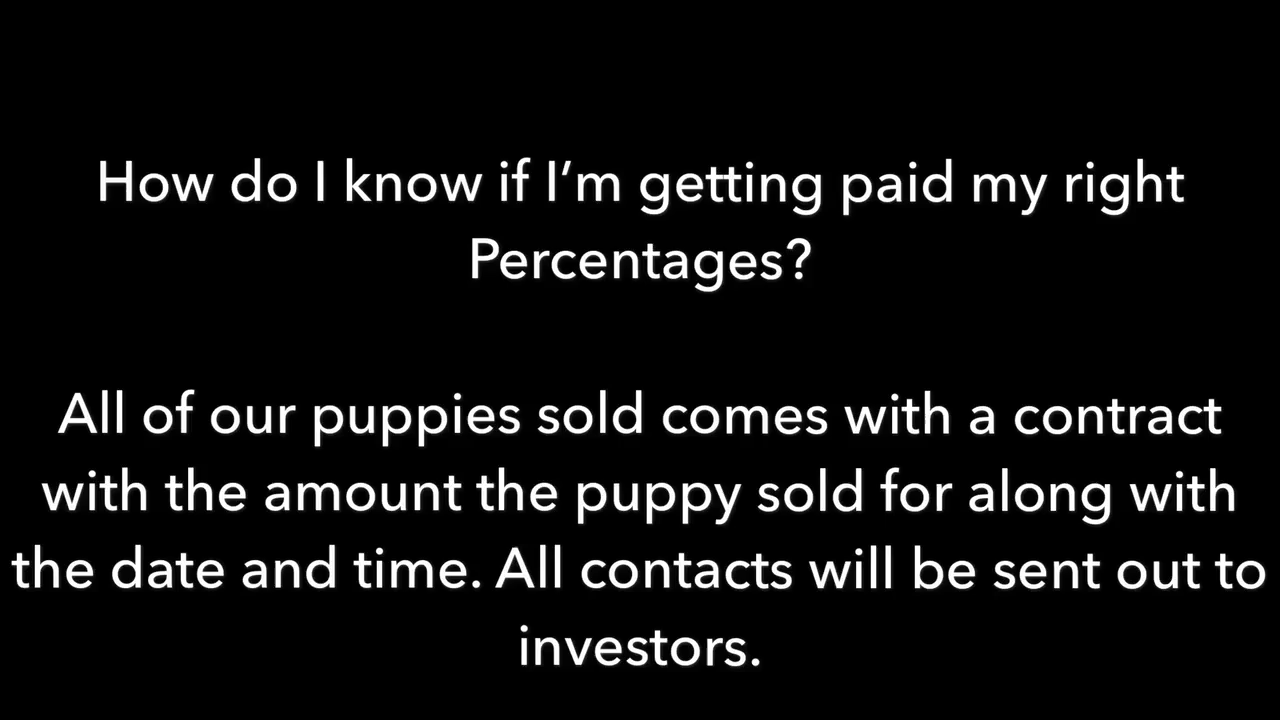 How do I know if I’m getting paid my right
Percentages?
All of our puppies sold comes with a contract
with the amount the puppy sold for along with
the date and time. All contacts will be sent out to
investors.